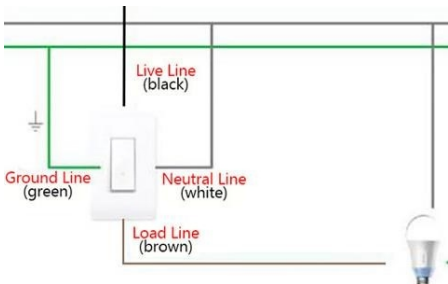 Live Line
(black)
Ground Line
(green)
Neutral Line
(white)
Load Line
(brown)